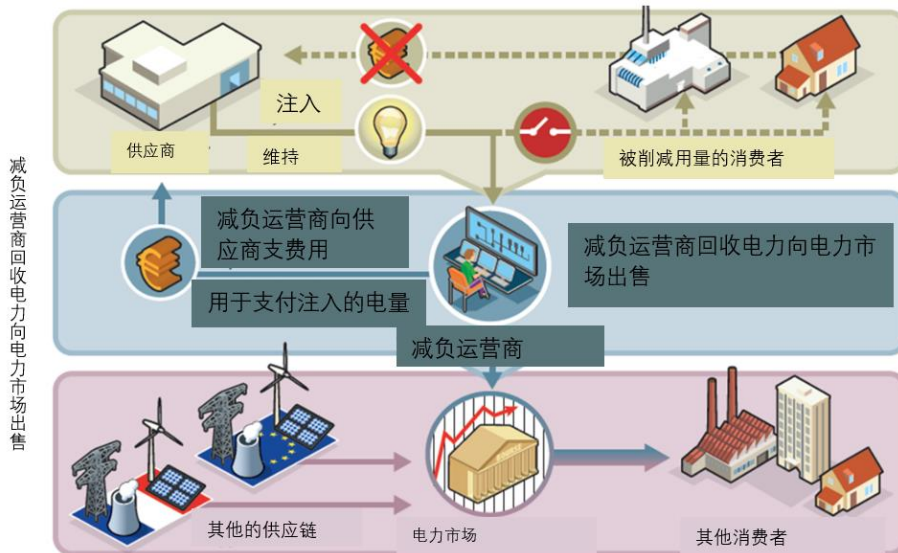 减负运营商回收电力向电力市场出售
注入
供应商
维持
被削减用量的消费者
减负运营商向供
应商支费用
减负运营商回收电力向电力市
场出售
用于支付注入的电量
减负运营商
其他的供应链
电力市场
其他消费者